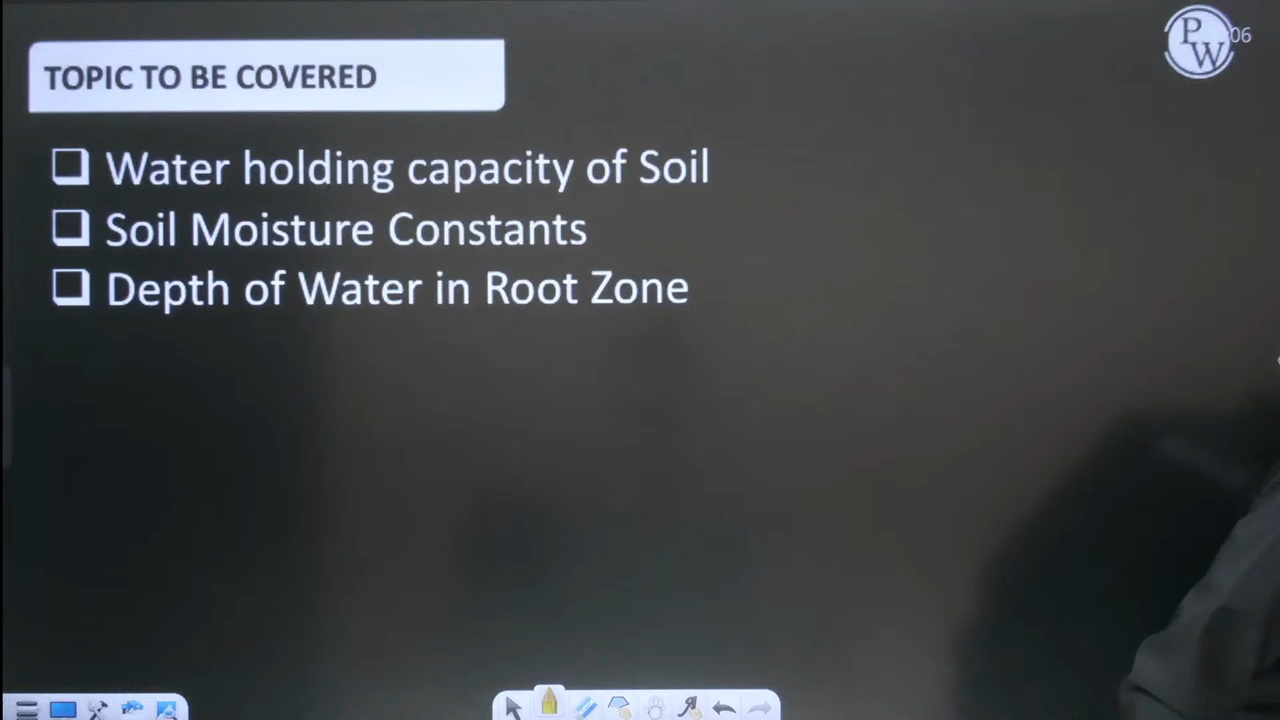 TOPIC TO BE COVERED
PW
06
Water holding capacity of Soil
Soil Moisture Constants
Depth of Water in Root Zone